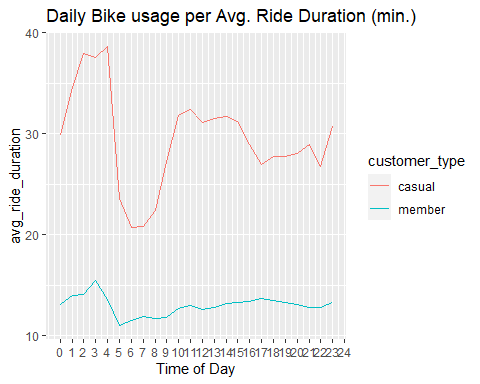 Daily Bike usage per Avg. Ride Duration (min.)
40
30
20
10
avg_ride_duration
0 1 2 3 4 5 6 7 8 9 10 11 12 13 14 15 16 17 18 19 20 21 22 23 24
Time of Day
customer_type
casual
member